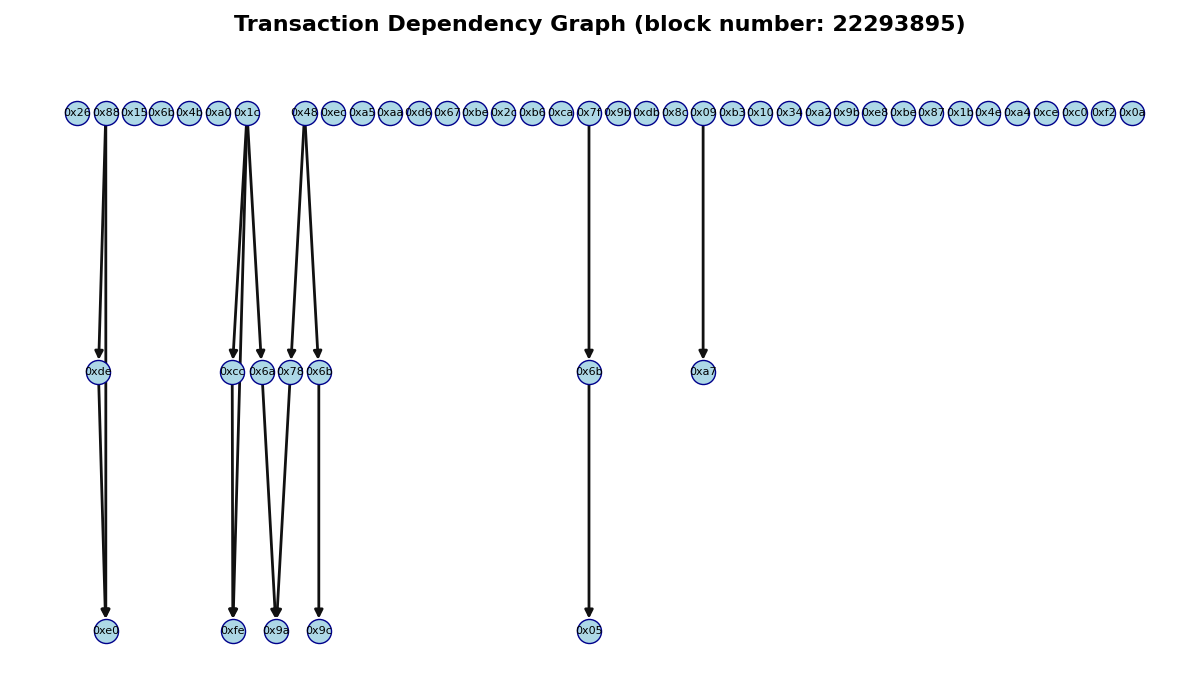 Transaction Dependency Graph (block number: 22293895)
0x26 0x88 0x15 0x6b 0x4b 0xa0 0x1c 0x48 0xec 0xa5 0xaa 0xd6 0x67 0xbe 0x2c 0xb6 0xca 0x7f 0x9b 0xdb 0x8c 0x09 0xb3 0x10 0x34 0xa2 0x9b 0xe8 0xbe 0x87 0x1b 0x4e 0xa4 0xce 0xc0 0xf2 0x0a
0xde 0xcc 0x6a 0x78 0x6b 0x6b 0xa7
0xe0 0xfe 0x9a 0x9c 0x05